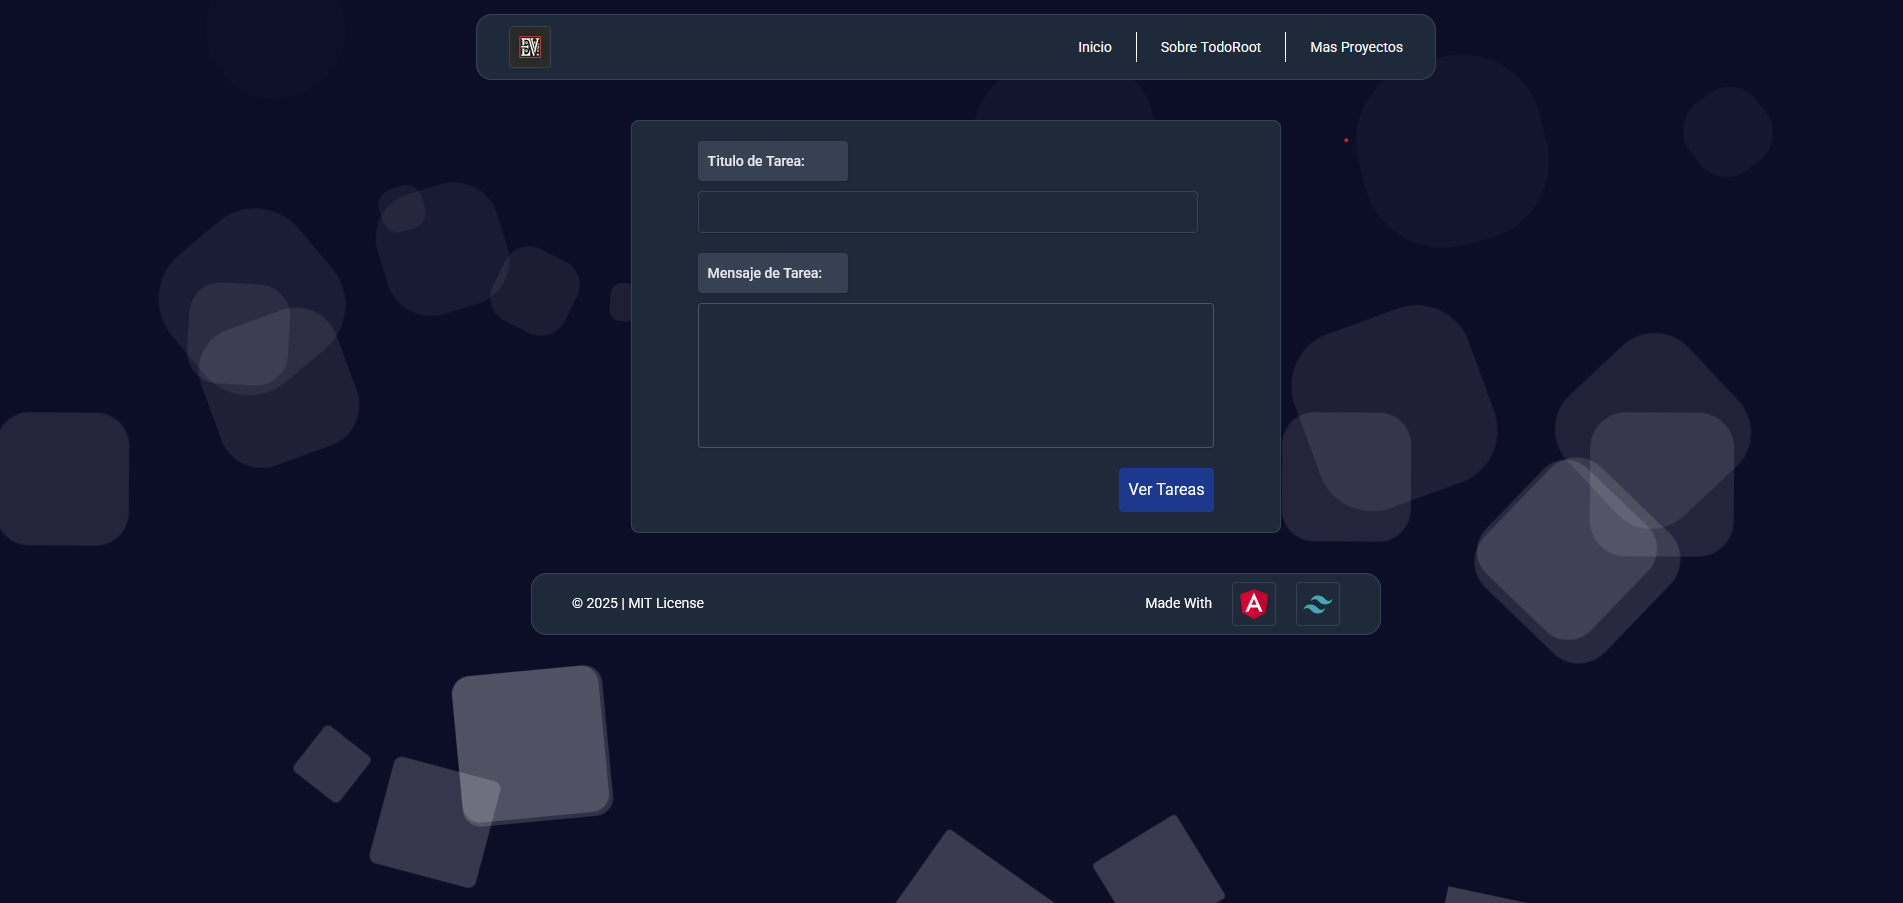 EV.
Inicio
Sobre TodoRoot
Mas Proyectos
Titulo de Tarea:
Mensaje de Tarea:
Ver Tareas
© 2025 | MIT License
Made With